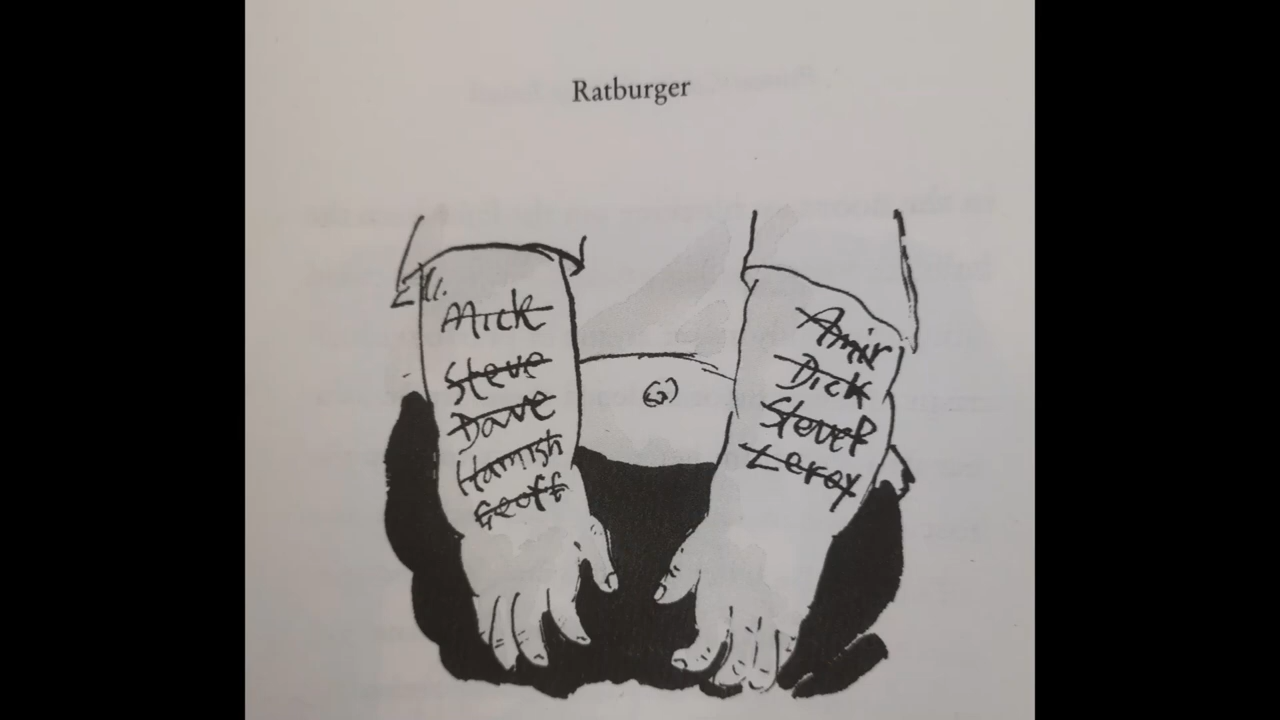 Ratburger
Mick
Steve
Dave
Hamish
Geoff
Amir
Dick
Steve P
Leroy